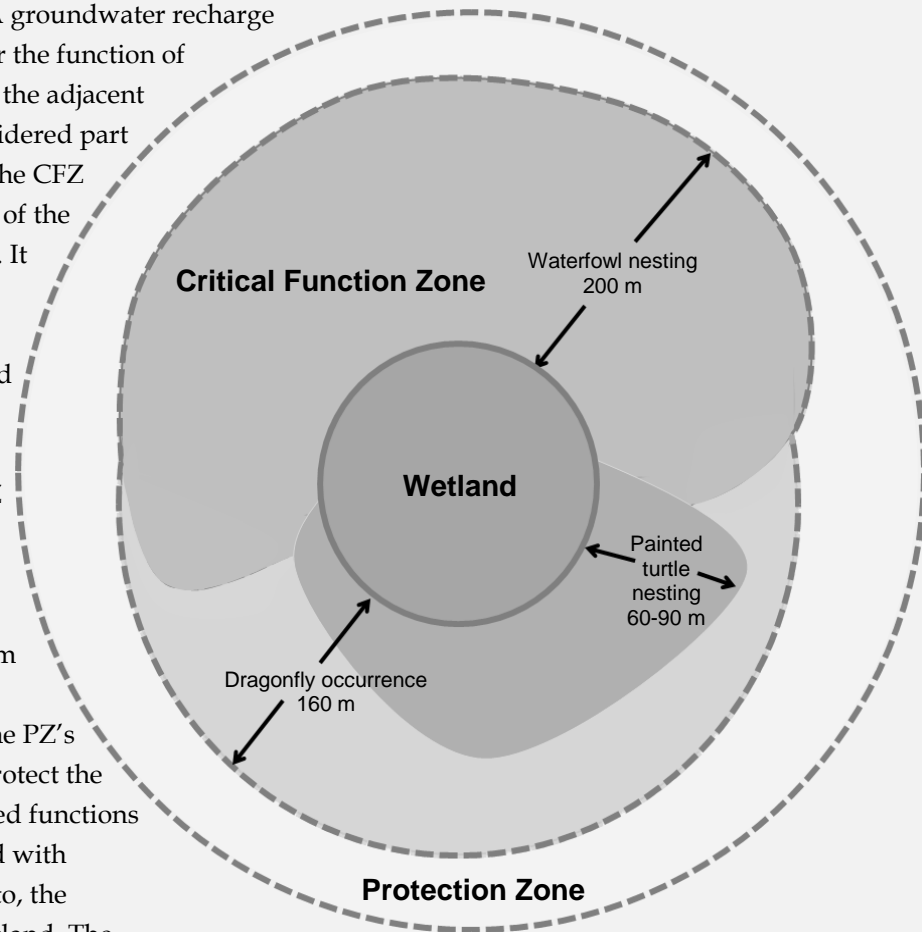 A groundwater recharge
r the function of
the adjacent
idered part
he CFZ
of the
. It
d
m
he PZ's
rotect the
ed functions
d with
to, the
land. The
Critical Function Zone
Waterfowl nesting
200 m
Wetland
Painted
turtle
nesting
60-90 m
Dragonfly occurrence
160 m
Protection Zone